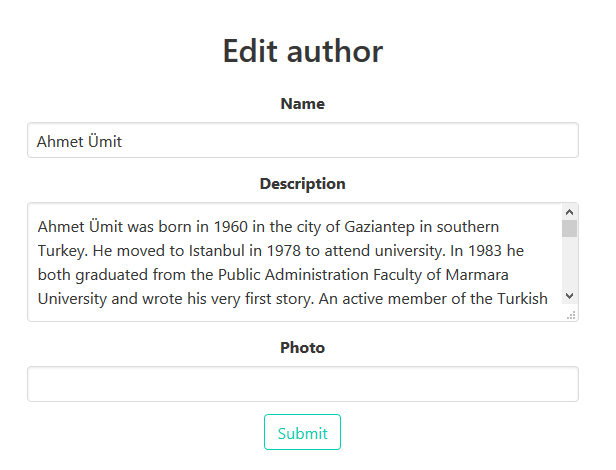 Edit author
Name
Ahmet Ümit
Description
Ahmet Ümit was born in 1960 in the city of Gaziantep in southern
Turkey. He moved to Istanbul in 1978 to attend university. In 1983 he
both graduated from the Public Administration Faculty of Marmara
University and wrote his very first story. An active member of the Turkish
Photo
Submit